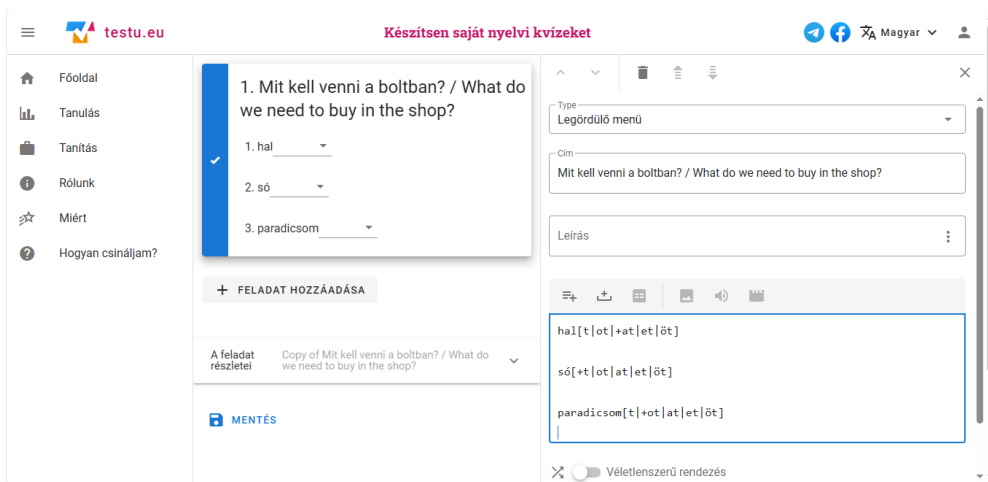 testu.eu
Készítsen saját nyelvi kvízeket
Magyar
Főoldal
Tanulás
Tanítás
Rólunk
Miért
Hogyan csináljam?
1. Mit kell venni a boltban? / What do
we need to buy in the shop?
1. hal
2. só
3. paradicsom
+ FELADAT HOZZÁADÁSA
A feladat
részletei
Copy of Mit kell venni a boltban? / What do
we need to buy in the shop?
MENTÉS
Type
Legördülő menü
Cím
Mit kell venni a boltban? / What do we need to buy in the shop?
Leírás
hal[t|ot|+at|et|öt]
só[+t|ot|at|et|öt]
paradicsom[t|+ot|at|et|öt]
Véletlenszerű rendezés